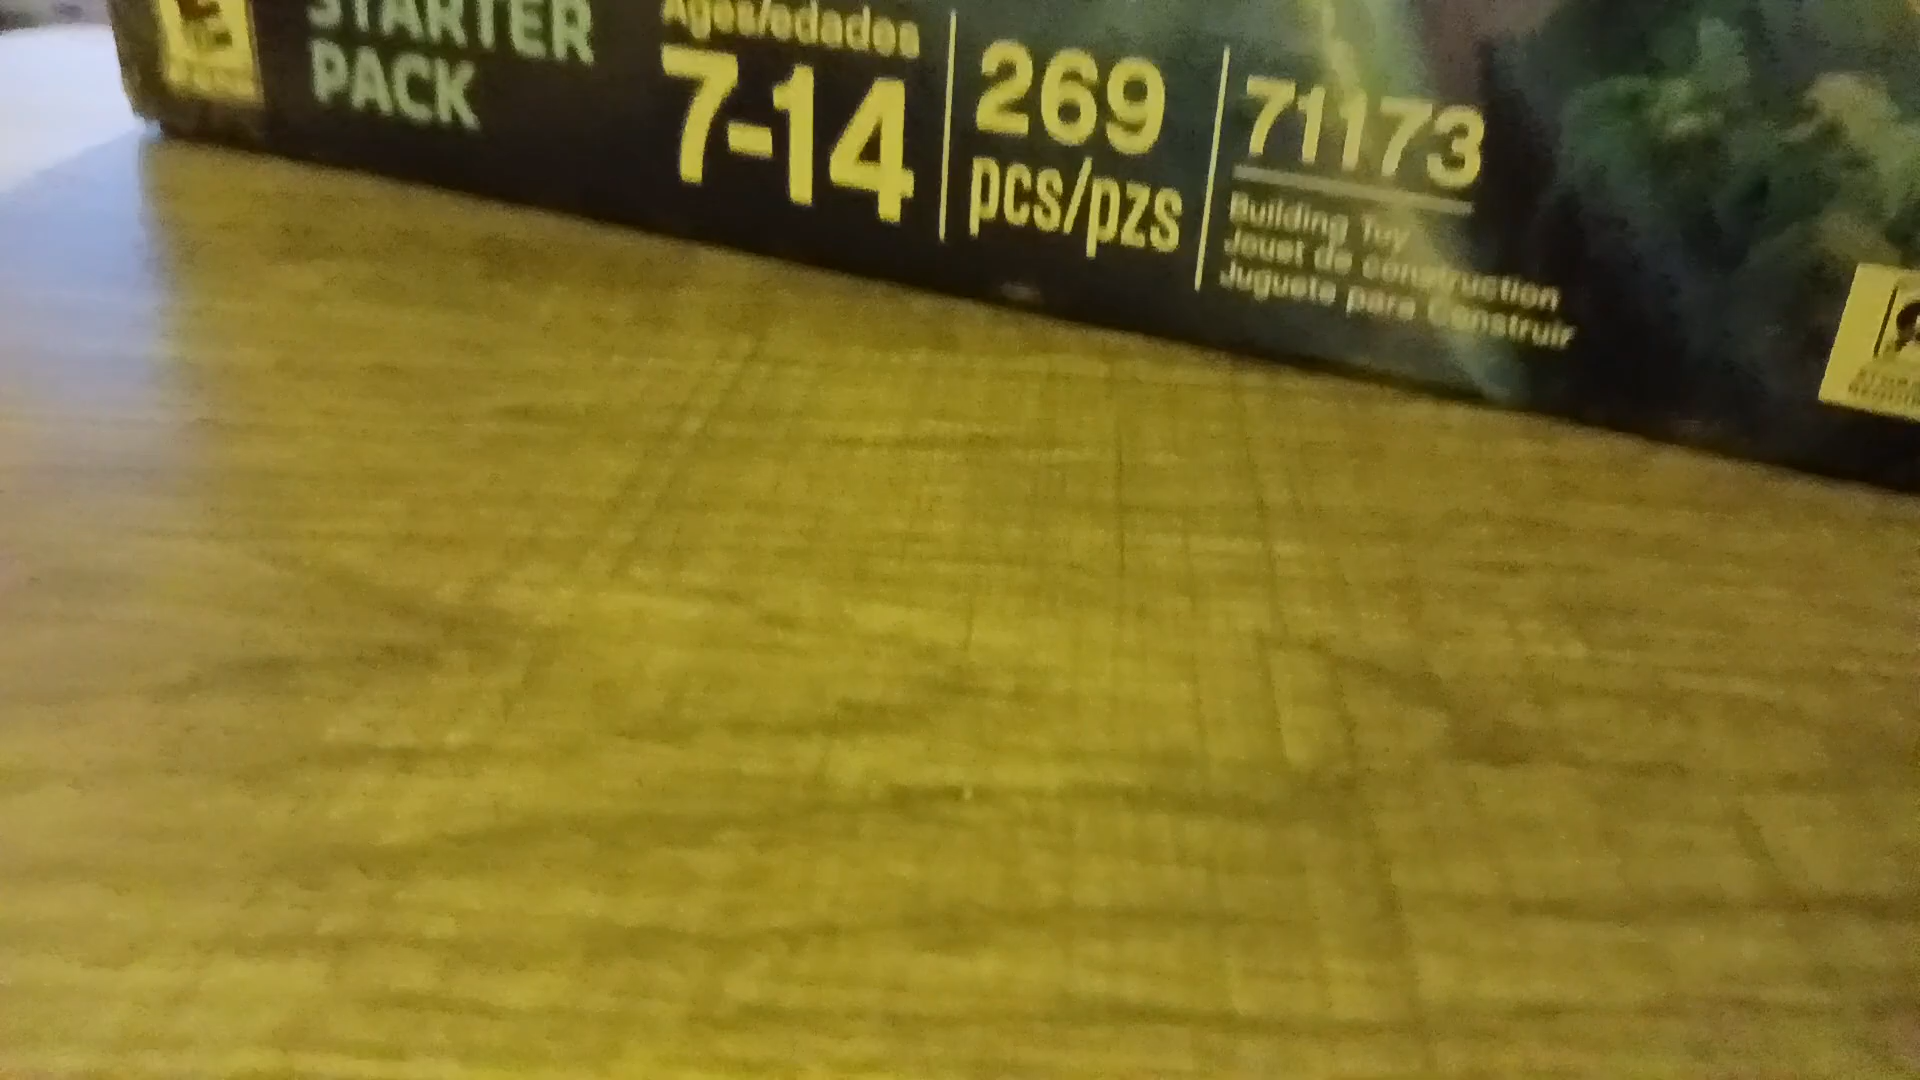 E
STARTER
PACK
Ages/edades
7-14
269
pcs/pzs
71173
Building Toy
Jouet de construction
Juguete para Construir